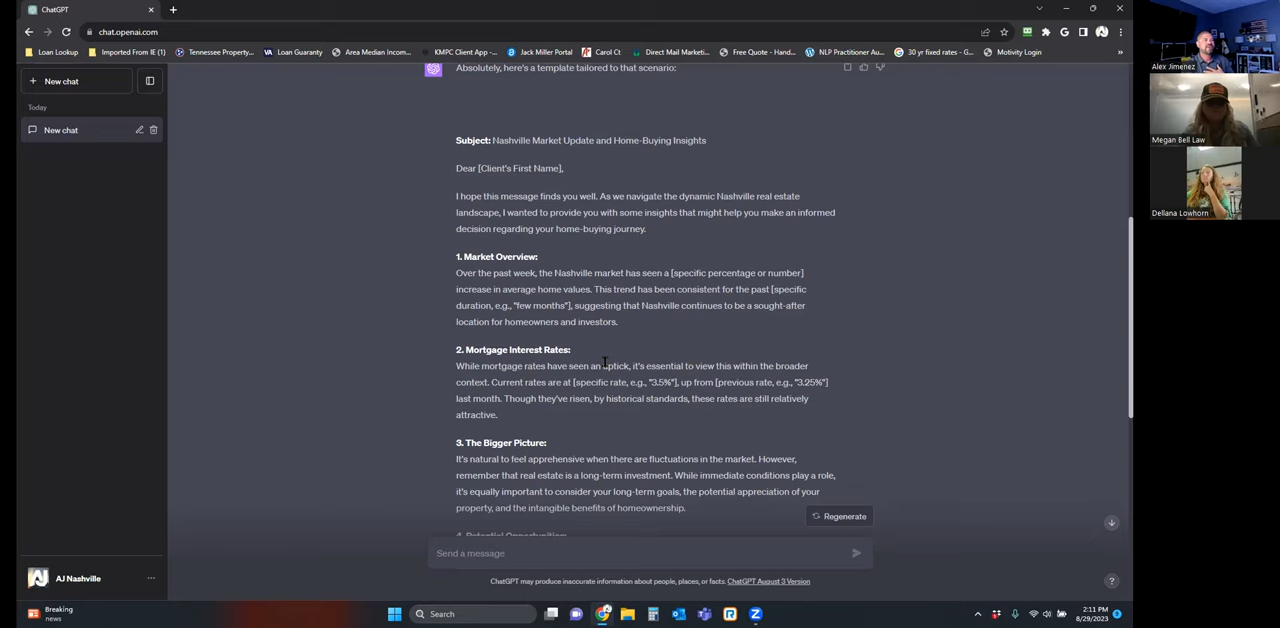 ChatGPT
chat.openai.com
Loan Lookup
Imported From IE (1)
Tennessee Property...
Loan Guaranty
Area Median Incom...
KMPC Client App -...
Jack Miller Portal
Carol Ct
Direct Mail Marketi...
Free Quote - Hand...
NLP Practitioner Au...
30 yr fixed rates - G...
Motivity Login
New chat
Today
New chat
Absolutely, here's a template tailored to that scenario:
Subject: Nashville Market Update and Home-Buying Insights
Dear [Client's First Name],
I hope this message finds you well. As we navigate the dynamic Nashville real estate
landscape, I wanted to provide you with some insights that might help you make an informed
decision regarding your home-buying journey.
1. Market Overview:
Over the past week, the Nashville market has seen a [specific percentage or number]
increase in average home values. This trend has been consistent for the past [specific
duration, e.g., "few months"], suggesting that Nashville continues to be a sought-after
location for homeowners and investors.
2. Mortgage Interest Rates:
While mortgage rates have seen an uptick, it's essential to view this within the broader
context. Current rates are at [specific rate, e.g., "3.5%"], up from [previous rate, e.g., "3.25%"]
last month. Though they've risen, by historical standards, these rates are still relatively
attractive.
3. The Bigger Picture:
It's natural to feel apprehensive when there are fluctuations in the market. However,
remember that real estate is a long-term investment. While immediate conditions play a role,
it's equally important to consider your long-term goals, the potential appreciation of your
property, and the intangible benefits of homeownership.
Regenerate
Send a message
ChatGPT may produce inaccurate information about people, places, or facts. ChatGPT August 3 Version
AJ Nashville
Breaking
news
Search
2:11 PM
8/29/2023
Alex Jimenez
Megan Bell Law
Dellana Lowhorn